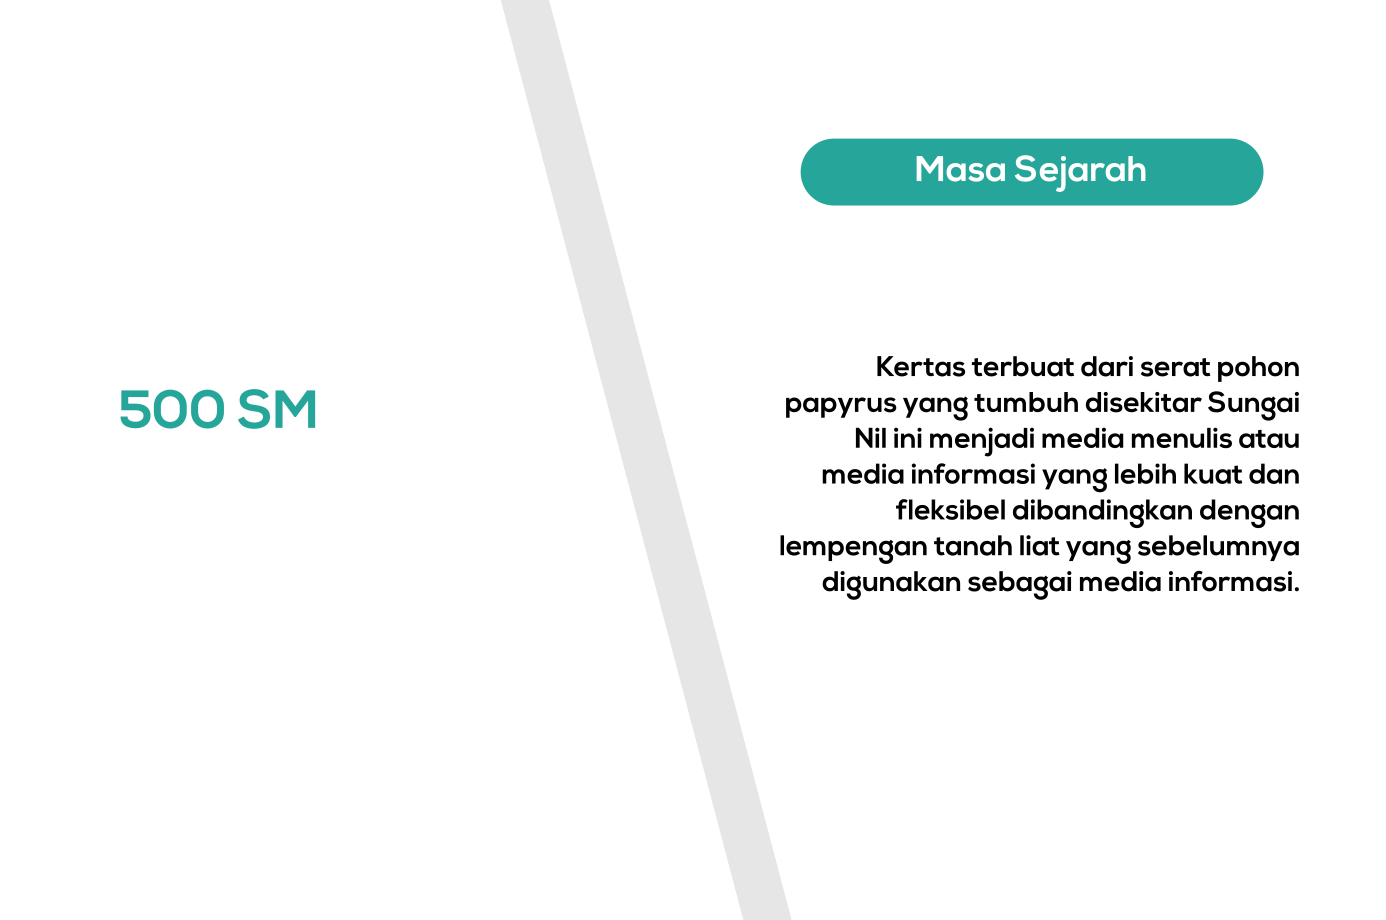 500 SM
Masa Sejarah
Kertas terbuat dari serat pohon
papyrus yang tumbuh disekitar Sungai
Nil ini menjadi media menulis atau
media informasi yang lebih kuat dan
fleksibel dibandingkan dengan
lempengan tanah liat yang sebelumnya
digunakan sebagai media informasi.